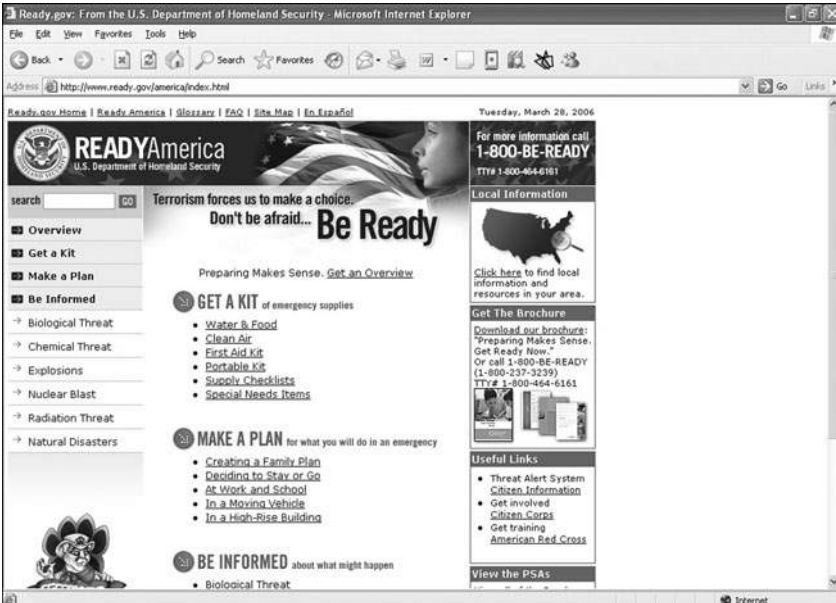 Ready.gov: From the U.S. Department of Homeland Security - Microsoft Internet Explorer
File Edit View Favorites Tools Help
Back Search Favorites
Address http://www.ready.gov/america/index.html Go Links
Ready.gov Home | Ready America | Glossary | FAQ | Site Map | En Español
Tuesday, March 28, 2006
READYAmerica
U.S. Department of Homeland Security
For more information call
1-800-BE-READY
TTY# 1-800-464-6161
search GO
Overview
Get a Kit
Make a Plan
Be Informed
Biological Threat
Chemical Threat
Explosions
Nuclear Blast
Radiation Threat
Natural Disasters
Terrorism forces us to make a choice.
Don't be afraid... Be Ready
Preparing Makes Sense. Get an Overview
GET A KIT of emergency supplies
• Water & Food
• Clean Air
• First Aid Kit
• Portable Kit
• Supply Checklists
• Special Needs Items
MAKE A PLAN for what you will do in an emergency
• Creating a Family Plan
• Deciding to Stay or Go
• At Work and School
• In a Moving Vehicle
• In a High-Rise Building
BE INFORMED about what might happen
• Biological Threat
Local Information
Click here to find local
information and
resources in your area.
Get The Brochure
Download our brochure:
"Preparing Makes Sense.
Get Ready Now."
Or call 1-800-BE-READY
(1-800-237-3239)
TTY# 1-800-464-6161
Useful Links
• Threat Alert System
Citizen Information
• Get involved
Citizen Corps
• Get training
American Red Cross
View the PSAs
Internet